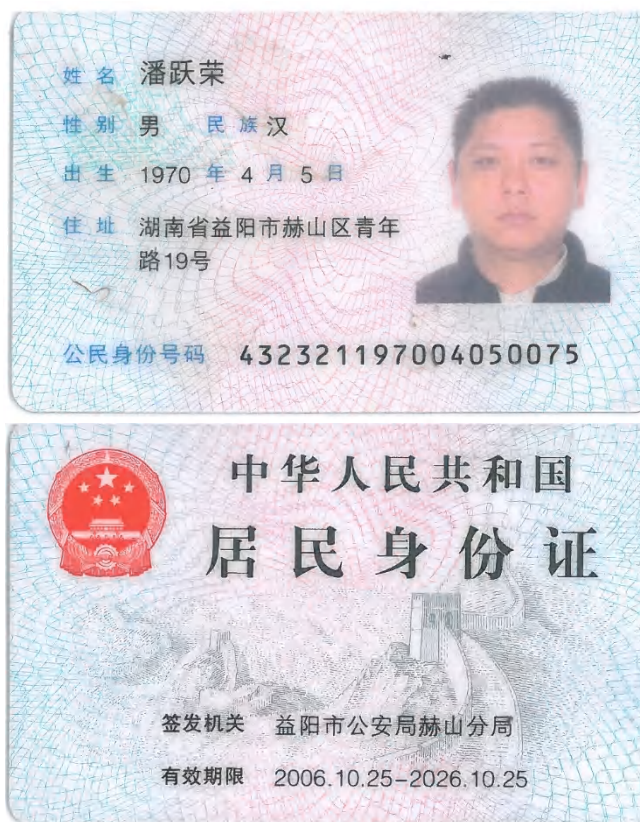 姓名 潘跃荣
性别 男 民族 汉
出生 1970 年 4 月 5 日
住址 湖南省益阳市赫山区青年
路19号
公民身份号码 432321197004050075
中华人民共和国
居民身份证
签发机关 益阳市公安局赫山分局
有效期限 2006.10.25-2026.10.25